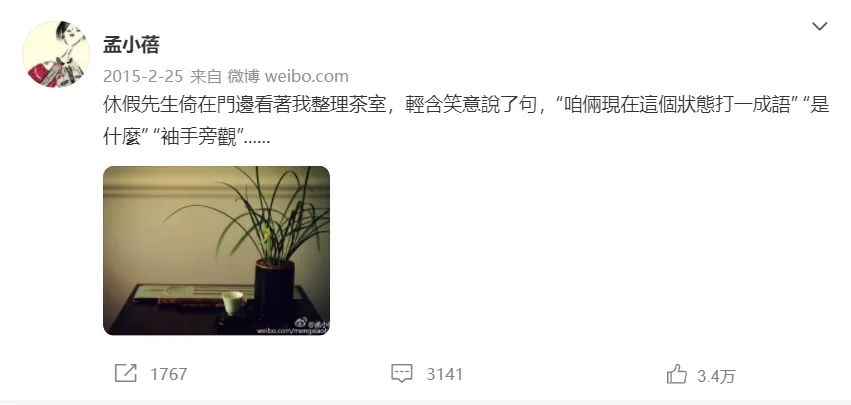 孟小蓓
2015-2-25 来自 微博 weibo.com
休假先生倚在門邊看著我整理茶室，輕含笑意說了句，“咱倆現在這個狀態打一成語” “是
什麼” “袖手旁觀”......
@孟小
weibo.com/mengxiao
1767
3141
3.4万